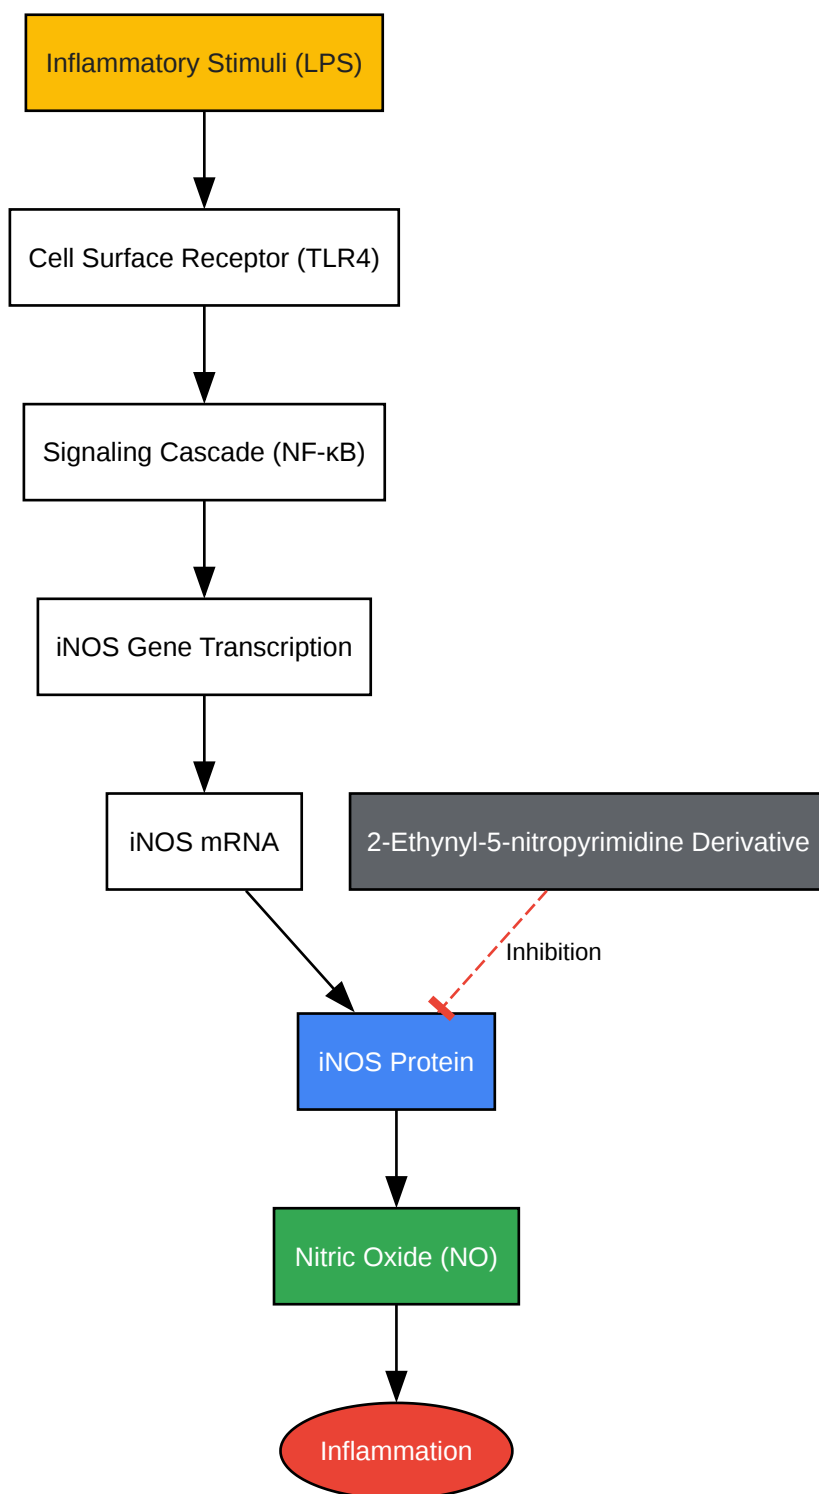 Inflammatory Stimuli (LPS)
Cell Surface Receptor (TLR4)
Signaling Cascade (NF-κB)
iNOS Gene Transcription
iNOS mRNA
2-Ethynyl-5-nitropyrimidine Derivative
Inhibition
iNOS Protein
Nitric Oxide (NO)
Inflammation